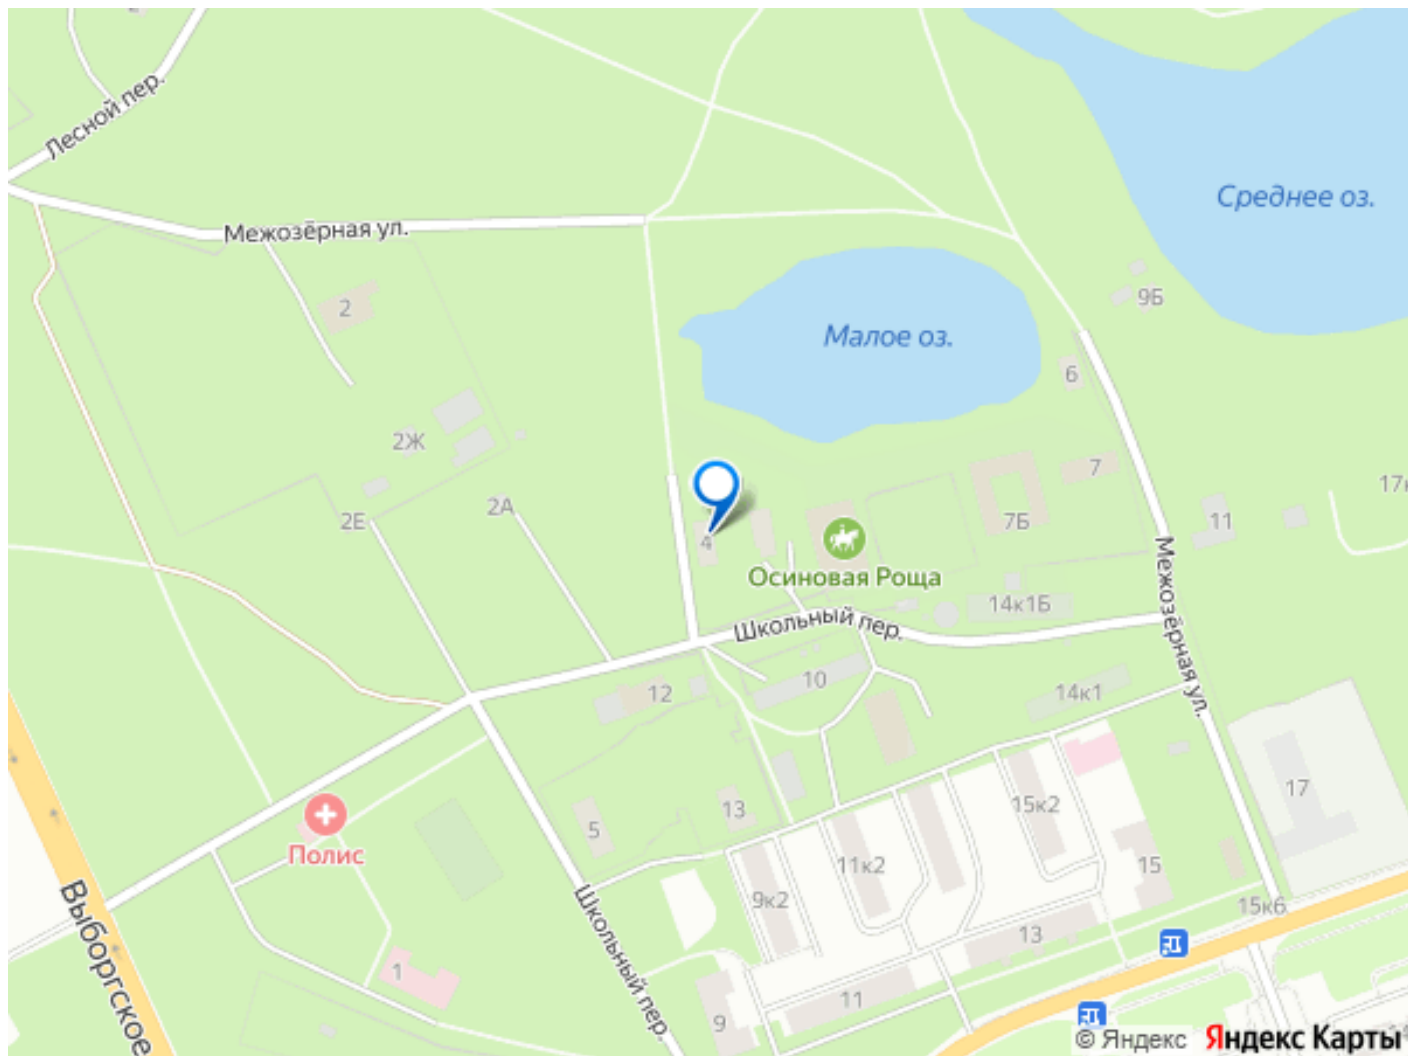 Лесной пер.
Среднее оз.
Межозёрная ул.
9Б
2
Малое оз.
6
2Ж
7
17к
2А
2Е
7Б
11
4
Осиновая Роща
14к1Б
Школьный пер.
Межозёрная ул.
10
12
14к1
17
15к2
13
5
Полис
11к2
15
9к2
15к6
Выборгское
Школьный пер.
13
1
11
9
© Яндекс
Яндекс Карты